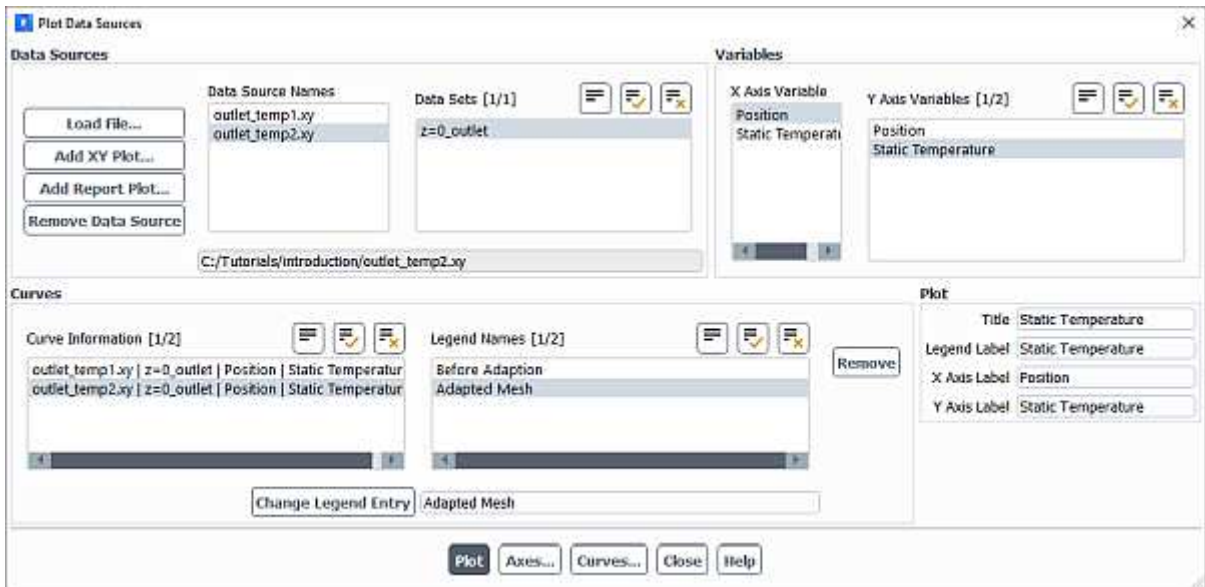 Plot Data Sources
Data Sources
Variables
Load File...
Add XY Plot...
Add Report Plot...
Remove Data Source
Data Source Names
outlet_temp1.xy
outlet_temp2.xy
Data Sets [1/1]
z=0_outlet
C:/Tutorials/introduction/outlet_temp2.xy
X Axis Variable
Position
Static Temperatu
Y Axis Variables [1/2]
Position
Static Temperature
Curves
Curve Information [1/2]
outlet_temp1.xy | z=0_outlet | Position | Static Temperatur
outlet_temp2.xy | z=0_outlet | Position | Static Temperatur
Legend Names [1/2]
Before Adaption
Adapted Mesh
Remove
Change Legend Entry
Adapted Mesh
Plot
Title Static Temperature
Legend Label Static Temperature
X Axis Label Position
Y Axis Label Static Temperature
Plot
Axes...
Curves...
Close
Help